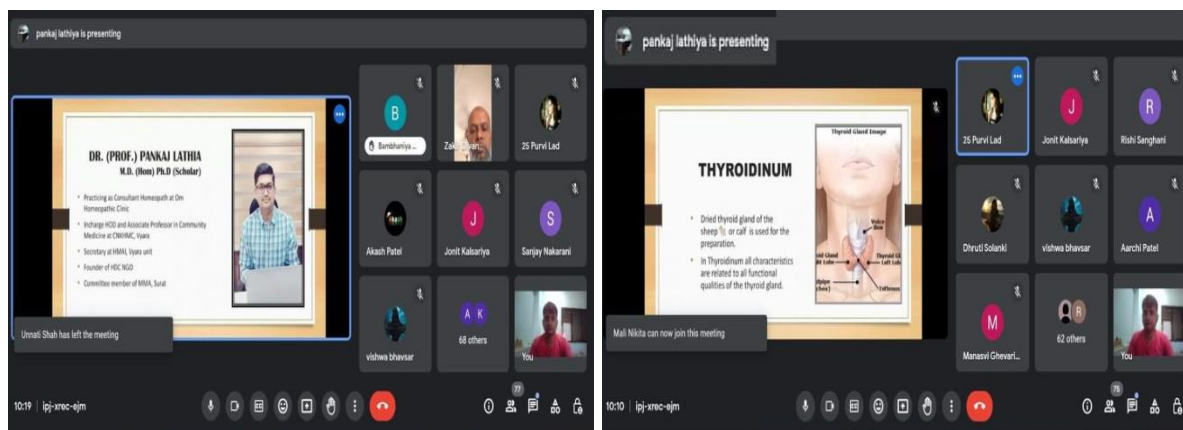 pankaj lathiya is presenting
DR. (PROF.) PANKAJ LATHIA
M.D. (Hom) Ph.D (Scholar)
• Practicing as Consultant Homeopath at Om
Homeopathic Clinic
• Incharge HOD and Associate Professor in Community
Medicine at CNKHMC, Vyara
• Secretary at HMAI, Vyara unit
• Founder of HDC NGO
• Committee member of MMA, Surat
Unnati Shah has left the meeting
B
Bambhaniya ...
25 Purvi Lad
Akash Patel
J
Jonit Kalsariya
S
Sanjay Nakarani
vishwa bhavsar
A K
68 others
You
10:19 | ipj-xrec-ejm
77
pankaj lathiya is presenting
THYROIDINUM
• Dried thyroid gland of the
sheep or calf is used for the
preparation.
• In Thyroidinum all characteristics
are related to all functional
qualities of the thyroid gland.
Thyroid Gland Image
Voice
Box
Mali Nikita can now join this meeting
25 Purvi Lad
J
Jonit Kalsariya
R
Rishi Sanghani
Dhruti Solanki
vishwa bhavsar
A
Aarchi Patel
M
Manasvi Ghevari...
R
62 others
You
10:10 | ipj-xrec-ejm